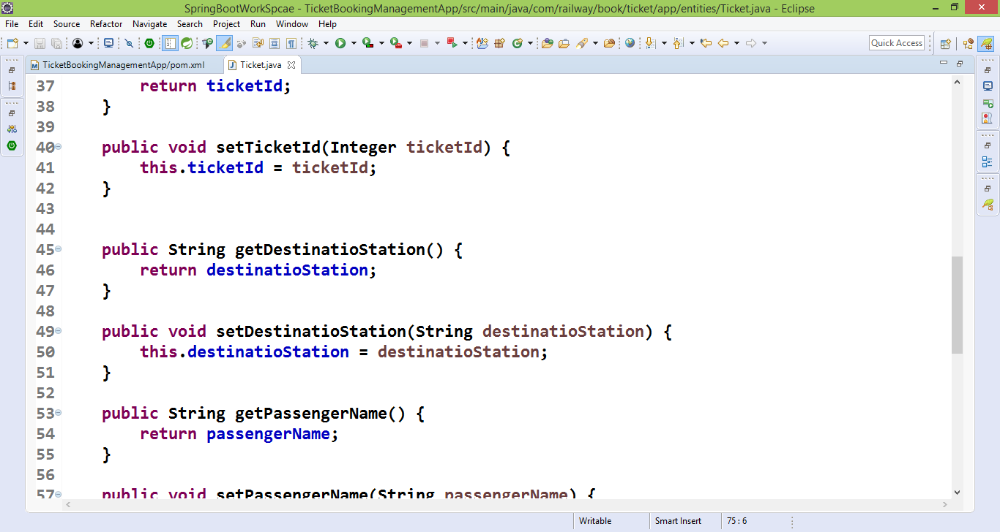 SpringBootWorkSpcae - TicketBookingManagementApp/src/main/java/com/railway/book/ticket/app/entities/Ticket.java - Eclipse
File Edit Source Refactor Navigate Search Project Run Window Help
Quick Access
TicketBookingManagementApp/pom.xml Ticket.java
37 return ticketId;
38 }
39
40 public void setTicketId(Integer ticketId) {
41 this.ticketId = ticketId;
42 }
43
44
45 public String getDestinatioStation() {
46 return destinatioStation;
47 }
48
49 public void setDestinatioStation(String destinatioStation) {
50 this.destinatioStation = destinatioStation;
51 }
52
53 public String getPassengerName() {
54 return passengerName;
55 }
56
57 public void setPassengerName(String passengerName) {
Writable Smart Insert 75 : 6